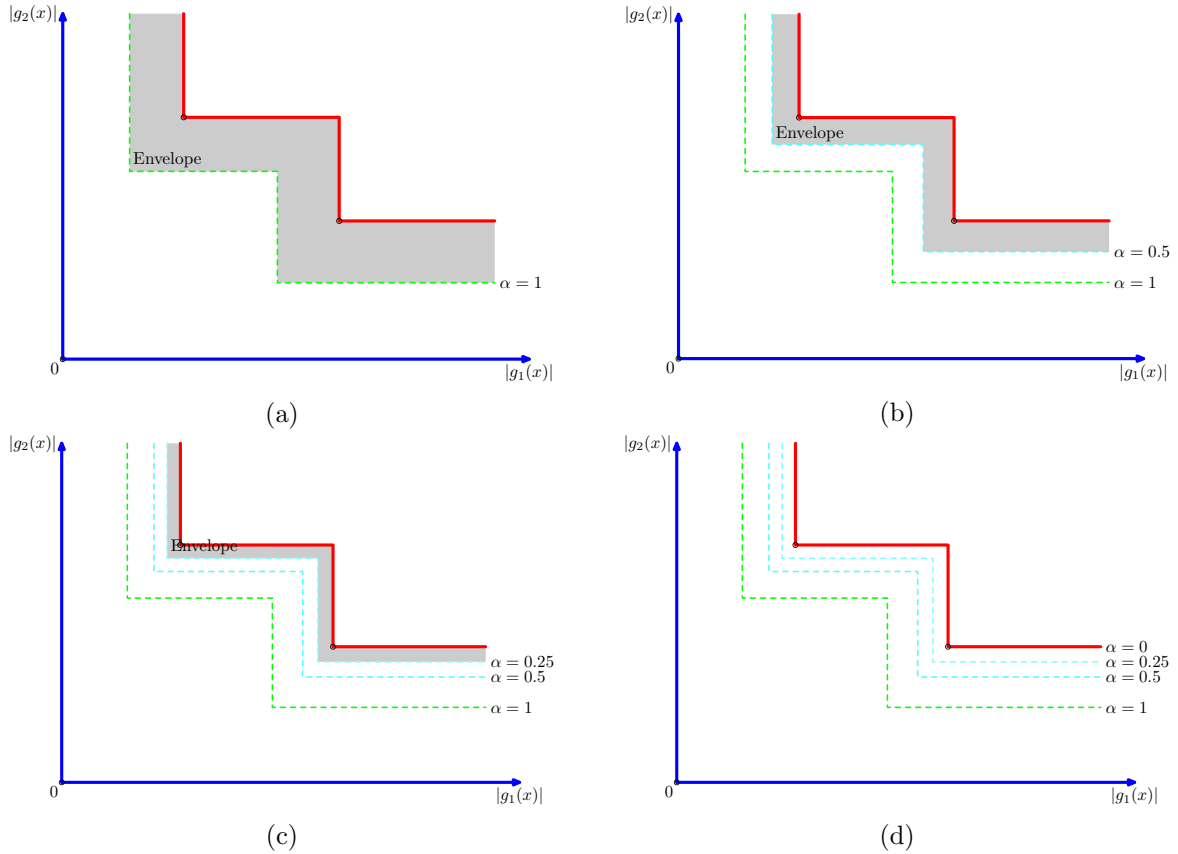 |g₂(x)|
Envelope
α = 1
0
|g₁(x)|
(a)
|g₂(x)|
Envelope
α = 0.5
α = 1
0
|g₁(x)|
(b)
|g₂(x)|
Envelope
α = 0.25
α = 0.5
α = 1
0
|g₁(x)|
(c)
|g₂(x)|
α = 0
α = 0.25
α = 0.5
α = 1
0
|g₁(x)|
(d)